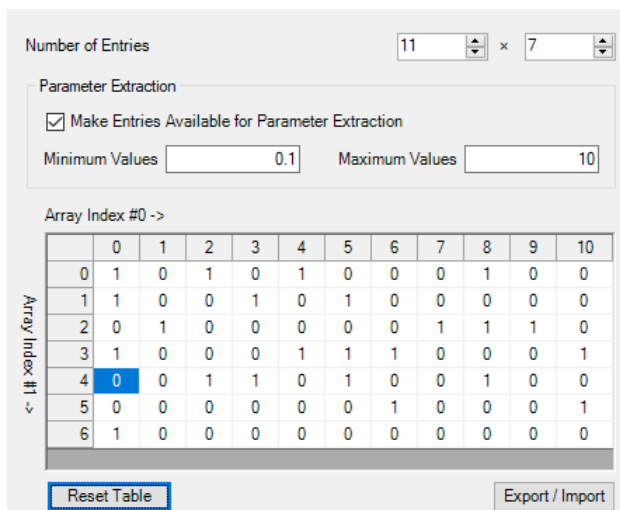 Number of Entries 11 × 7
Parameter Extraction
Make Entries Available for Parameter Extraction
Minimum Values 0.1 Maximum Values 10
Array Index #0 ->
Array Index #1 ->
0 1 2 3 4 5 6 7 8 9 10
0 1 0 1 0 1 0 0 0 1 0 0
1 1 0 0 1 0 1 0 0 0 0 0
2 0 1 0 0 0 0 0 1 1 1 0
3 1 0 0 0 1 1 1 0 0 0 1
4 0 0 1 1 0 1 0 0 1 0 0
5 0 0 0 0 0 0 1 0 0 0 1
6 1 0 0 0 0 0 0 0 0 0 0
Reset Table Export / Import